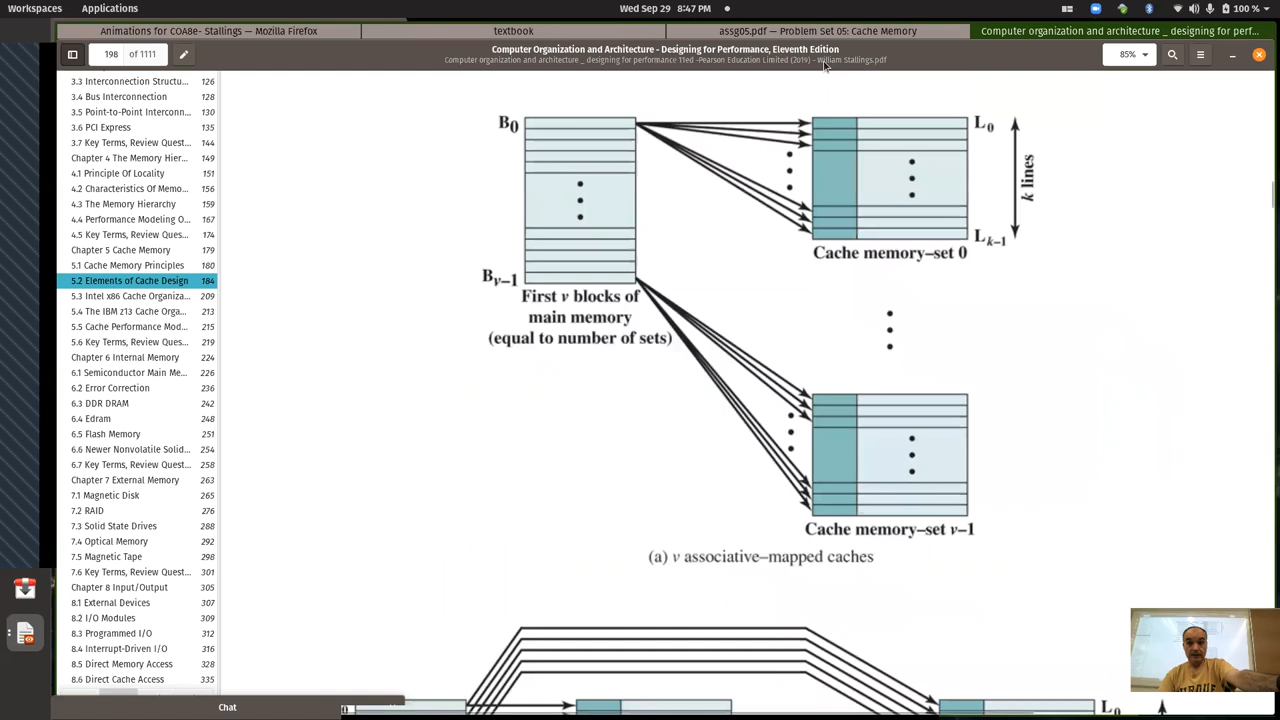 Workspaces Applications Wed Sep 29 8:47 PM 100 %
Animations for COA8e- Stallings — Mozilla Firefox textbook assg05.pdf — Problem Set 05: Cache Memory Computer organization and architecture _ designing for perf...
198 of 1111 Computer Organization and Architecture - Designing for Performance, Eleventh Edition 85%
Computer organization and architecture _ designing for performance 11ed -Pearson Education Limited (2019) - William Stallings.pdf
3.3 Interconnection Structu... 126
3.4 Bus Interconnection 128
3.5 Point-to-Point Interconn... 130
3.6 PCI Express 135
3.7 Key Terms, Review Quest... 144
Chapter 4 The Memory Hier... 149
4.1 Principle Of Locality 151
4.2 Characteristics Of Memo... 156
4.3 The Memory Hierarchy 159
4.4 Performance Modeling O... 167
4.5 Key Terms, Review Ques... 174
Chapter 5 Cache Memory 179
5.1 Cache Memory Principles 180
5.2 Elements of Cache Design 184
5.3 Intel x86 Cache Organiza... 209
5.4 The IBM z13 Cache Orga... 213
5.5 Cache Performance Mod... 215
5.6 Key Terms, Review Ques... 219
Chapter 6 Internal Memory 224
6.1 Semiconductor Main Me... 226
6.2 Error Correction 236
6.3 DDR DRAM 242
6.4 Edram 248
6.5 Flash Memory 251
6.6 Newer Nonvolatile Solid... 254
6.7 Key Terms, Review Quest... 258
Chapter 7 External Memory 263
7.1 Magnetic Disk 265
7.2 RAID 276
7.3 Solid State Drives 288
7.4 Optical Memory 292
7.5 Magnetic Tape 298
7.6 Key Terms, Review Quest... 301
Chapter 8 Input/Output 305
8.1 External Devices 307
8.2 I/O Modules 309
8.3 Programmed I/O 312
8.4 Interrupt-Driven I/O 316
8.5 Direct Memory Access 328
8.6 Direct Cache Access 335
Chat
B0
Bv–1
First v blocks of
main memory
(equal to number of sets)
L0
k lines
Lk–1
Cache memory–set 0
Cache memory–set v–1
(a) v associative–mapped caches
L0